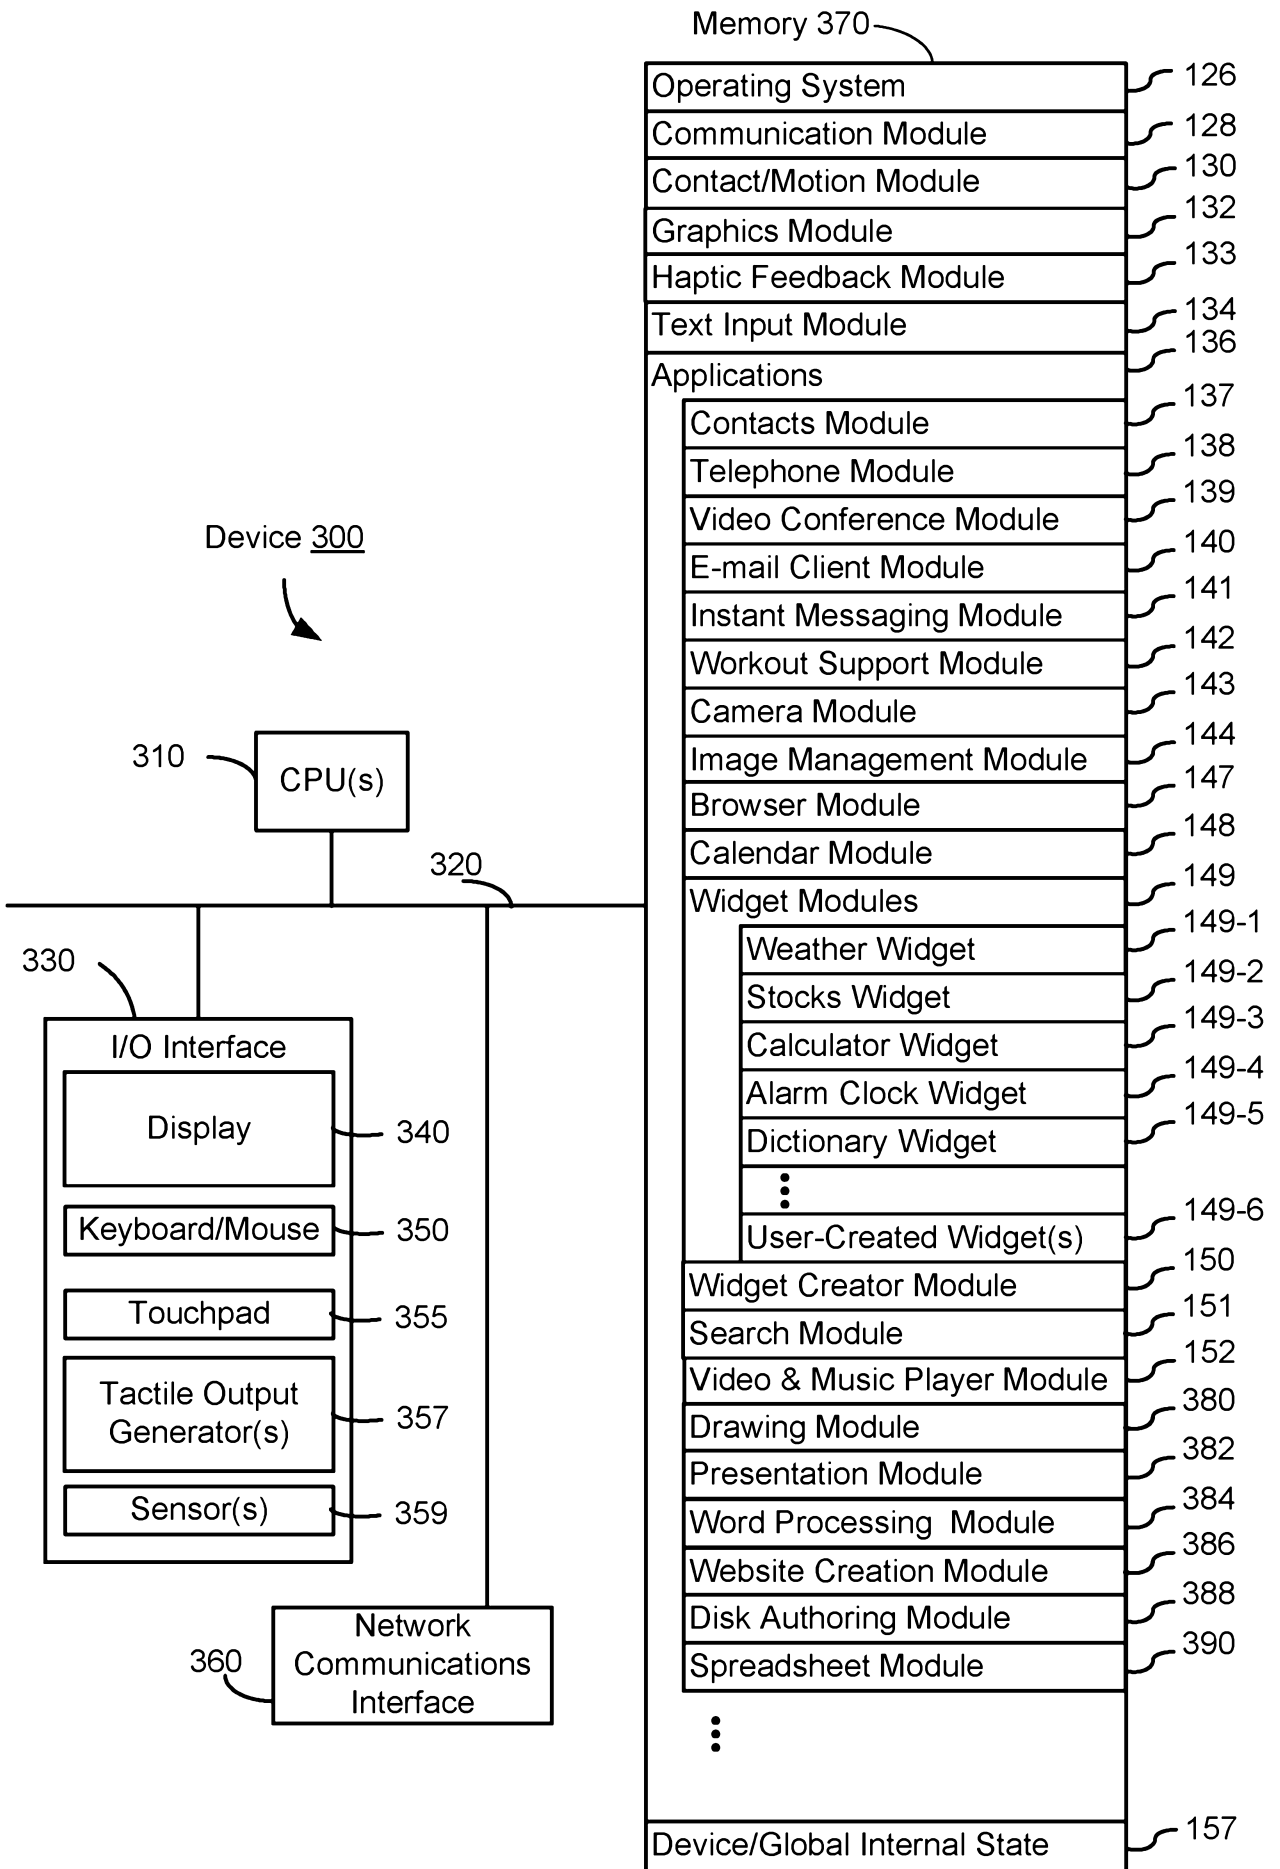 Memory 370
Operating System 126
Communication Module 128
Contact/Motion Module 130
Graphics Module 132
Haptic Feedback Module 133
Text Input Module 134
Applications 136
Contacts Module 137
Telephone Module 138
Video Conference Module 139
E-mail Client Module 140
Instant Messaging Module 141
Workout Support Module 142
Camera Module 143
Image Management Module 144
Browser Module 147
Calendar Module 148
Widget Modules 149
Weather Widget 149-1
Stocks Widget 149-2
Calculator Widget 149-3
Alarm Clock Widget 149-4
Dictionary Widget 149-5
User-Created Widget(s) 149-6
Widget Creator Module 150
Search Module 151
Video & Music Player Module 152
Drawing Module 380
Presentation Module 382
Word Processing Module 384
Website Creation Module 386
Disk Authoring Module 388
Spreadsheet Module 390
Device/Global Internal State 157
Device 300
310
CPU(s)
320
330
I/O Interface
Display 340
Keyboard/Mouse 350
Touchpad 355
Tactile Output
Generator(s) 357
Sensor(s) 359
360
Network
Communications
Interface